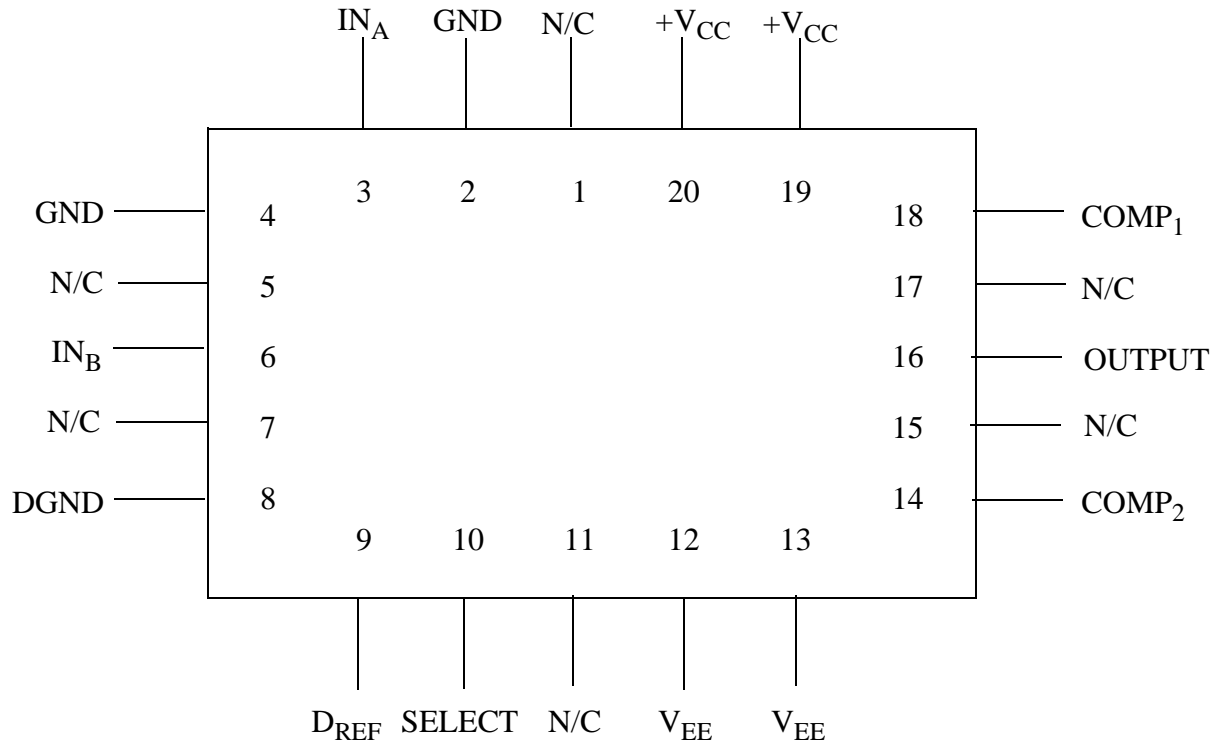 IN_A GND N/C +V_CC +V_CC
3 2 1 20 19
GND 4 18 COMP_1
N/C 5 17 N/C
IN_B 6 16 OUTPUT
N/C 7 15 N/C
DGND 8 14 COMP_2
9 10 11 12 13
D_REF SELECT N/C V_EE V_EE